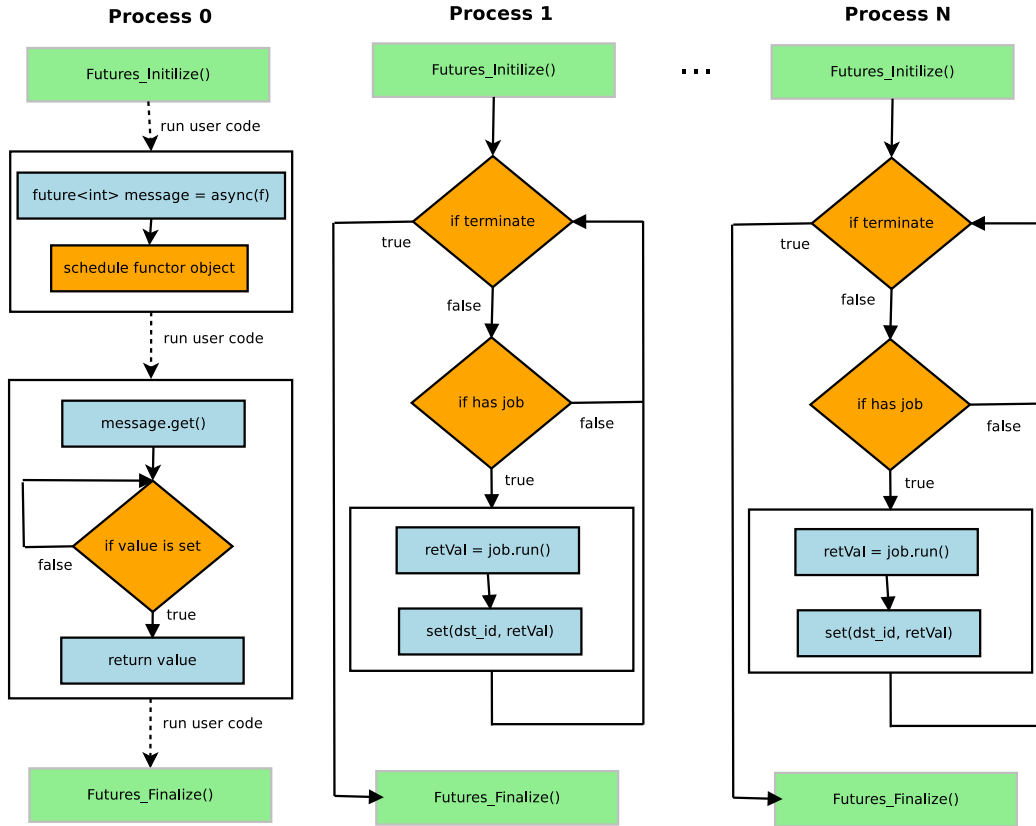 Process 0
Futures_Initilize()
run user code
future<int> message = async(f)
schedule functor object
run user code
message.get()
if value is set
false
true
return value
run user code
Futures_Finalize()
Process 1
Futures_Initilize()
if terminate
true
false
if has job
false
true
retVal = job.run()
set(dst_id, retVal)
Futures_Finalize()
...
Process N
Futures_Initilize()
if terminate
true
false
if has job
false
true
retVal = job.run()
set(dst_id, retVal)
Futures_Finalize()